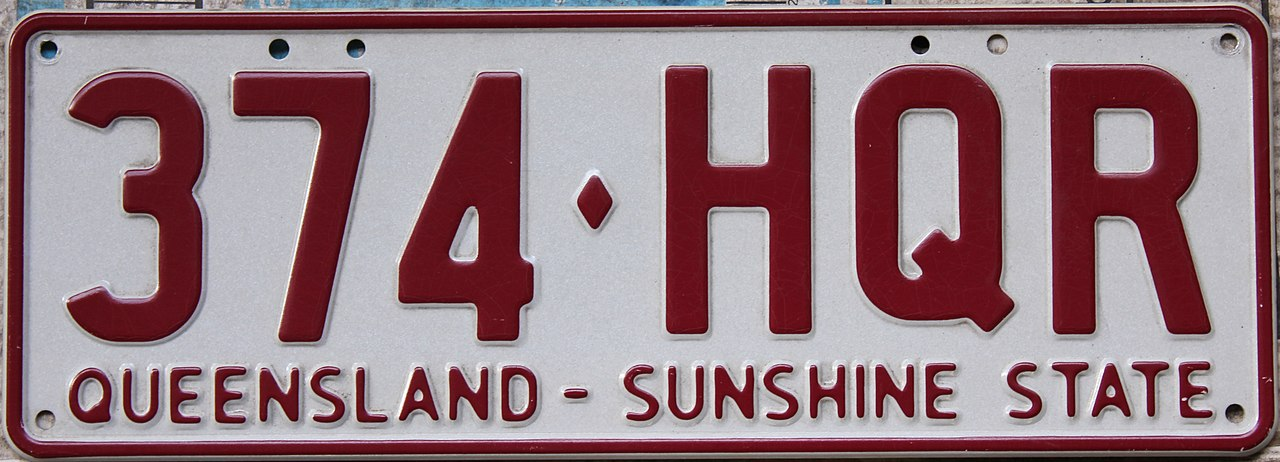 374♦HQR
QUEENSLAND - SUNSHINE STATE